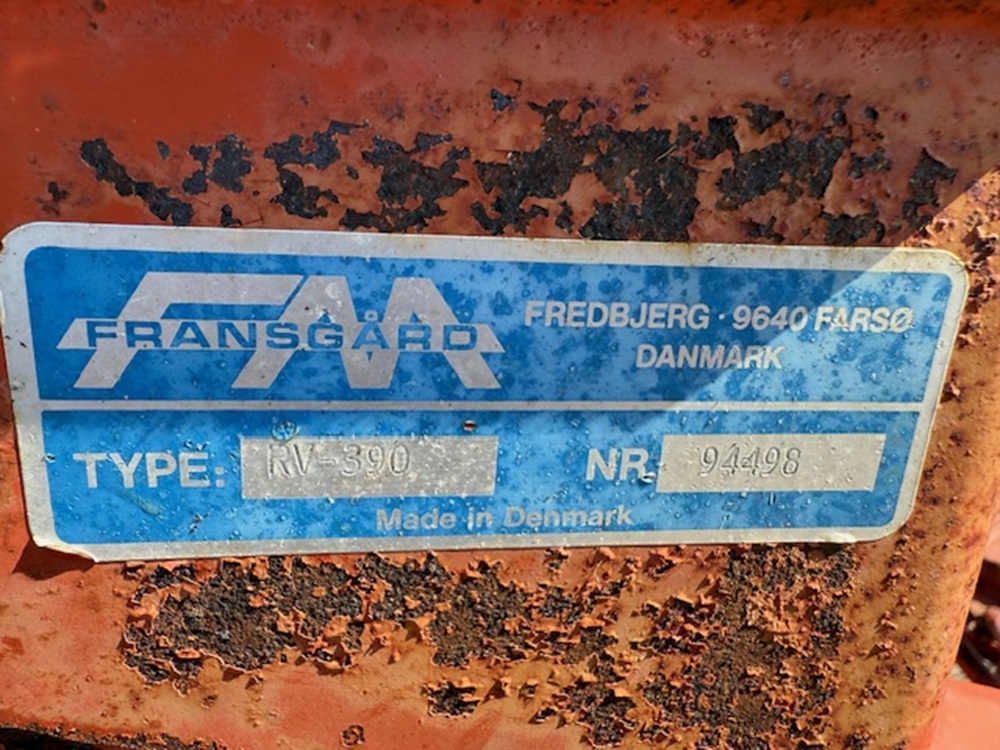 FRANSGÅRD
FREDBJERG · 9640 FARSØ
DANMARK
TYPE: RV-390 NR. 94498
Made in Denmark